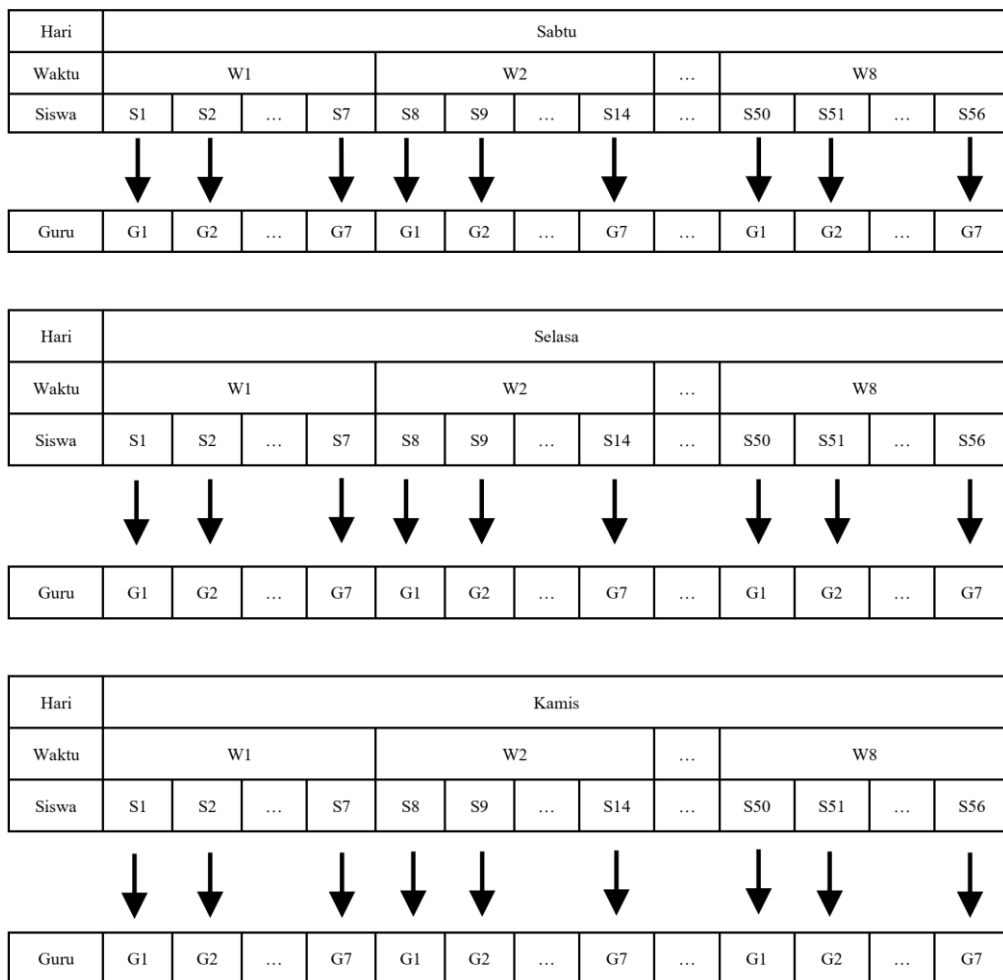 Hari Sabtu
Waktu W1 W2 … W8
Siswa S1 S2 … S7 S8 S9 … S14 … S50 S51 … S56
Guru G1 G2 … G7 G1 G2 … G7 … G1 G2 … G7
Hari Selasa
Waktu W1 W2 … W8
Siswa S1 S2 … S7 S8 S9 … S14 … S50 S51 … S56
Guru G1 G2 … G7 G1 G2 … G7 … G1 G2 … G7
Hari Kamis
Waktu W1 W2 … W8
Siswa S1 S2 … S7 S8 S9 … S14 … S50 S51 … S56
Guru G1 G2 … G7 G1 G2 … G7 … G1 G2 … G7